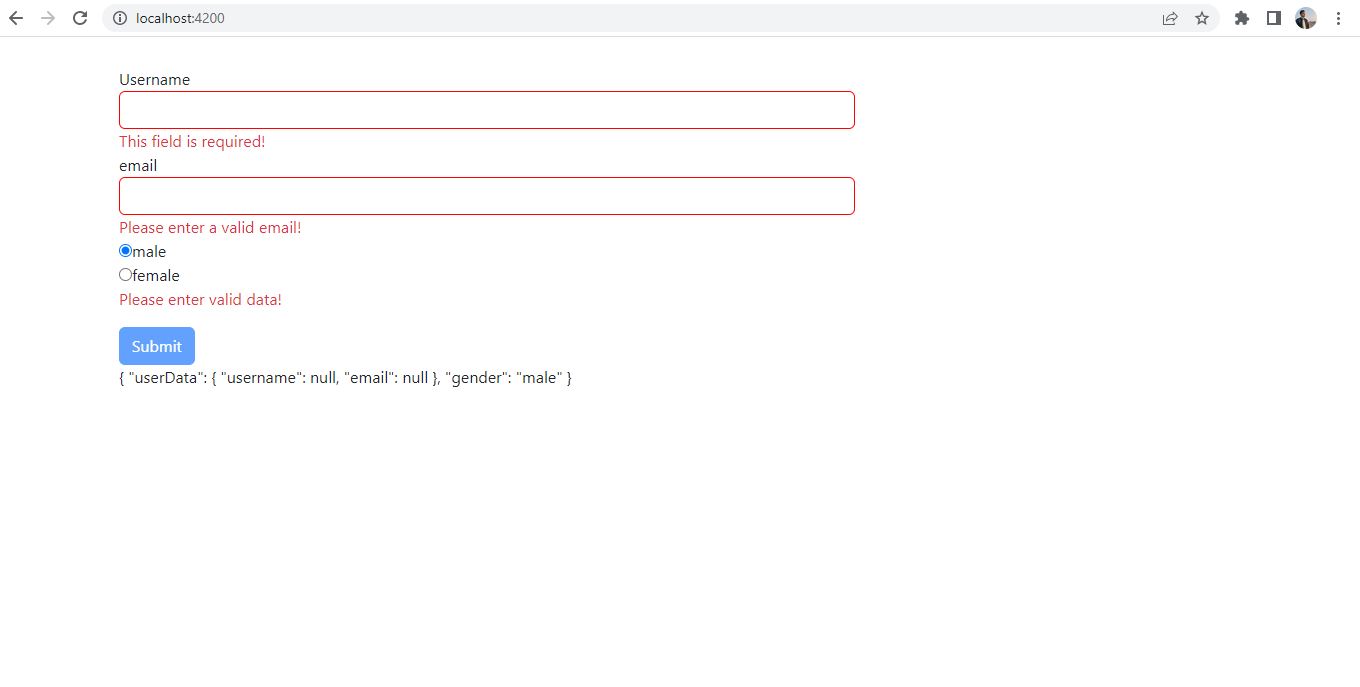 localhost:4200
Username
This field is required!
email
Please enter a valid email!
male
female
Please enter valid data!
Submit
{ "userData": { "username": null, "email": null }, "gender": "male" }